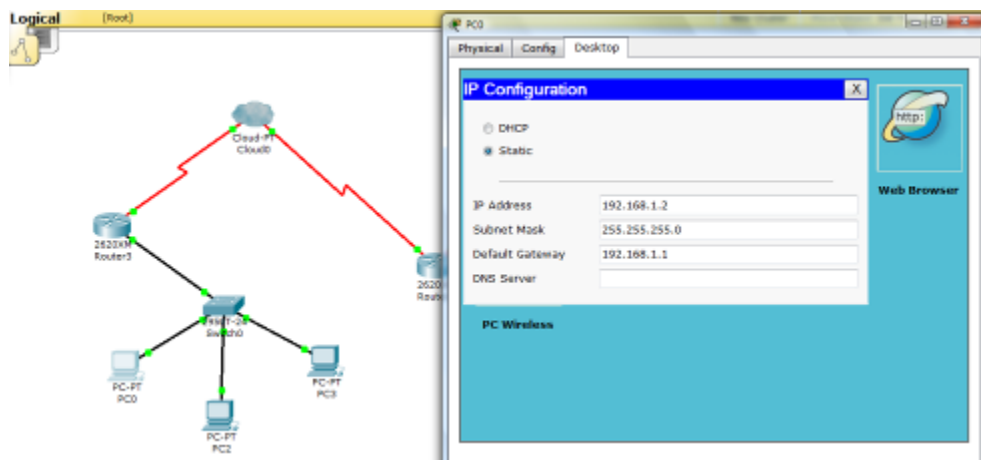 Logical [Root]
Cloud-PT
Cloud0
2620XM
Router3
2620
Route
Switch0
PC-PT
PC0
PC-PT
PC2
PC-PT
PC3
PC0
Physical Config Desktop
IP Configuration X
DHCP
Static
IP Address 192.168.1.2
Subnet Mask 255.255.255.0
Default Gateway 192.168.1.1
DNS Server
http:
Web Browser
PC Wireless